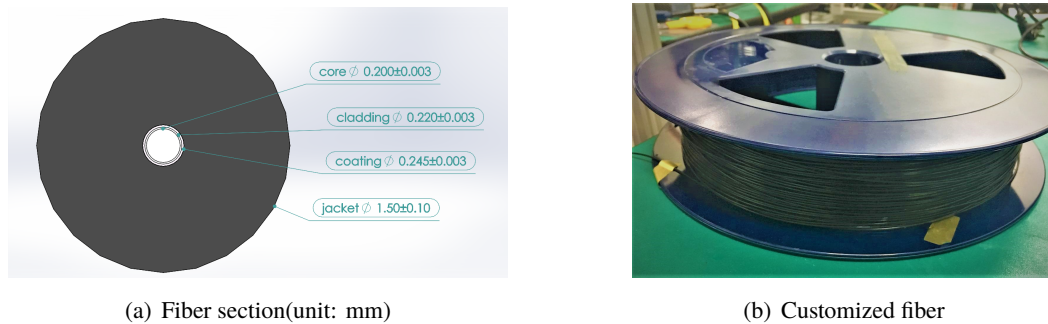 core ∅ 0.200±0.003
cladding ∅ 0.220±0.003
coating ∅ 0.245±0.003
jacket ∅ 1.50±0.10
(a) Fiber section(unit: mm)
(b) Customized fiber